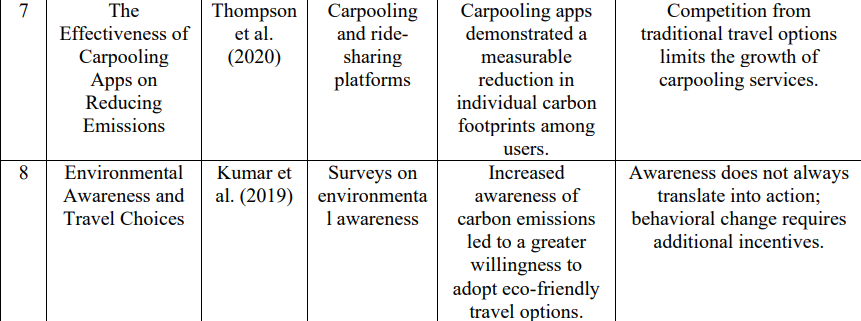 7
The
Effectiveness of
Carpooling
Apps on
Reducing
Emissions
Thompson
et al.
(2020)
Carpooling
and ride-
sharing
platforms
Carpooling apps
demonstrated a
measurable
reduction in
individual carbon
footprints among
users.
Competition from
traditional travel options
limits the growth of
carpooling services.
8
Environmental
Awareness and
Travel Choices
Kumar et
al. (2019)
Surveys on
environmenta
l awareness
Increased
awareness of
carbon emissions
led to a greater
willingness to
adopt eco-friendly
travel options.
Awareness does not always
translate into action;
behavioral change requires
additional incentives.